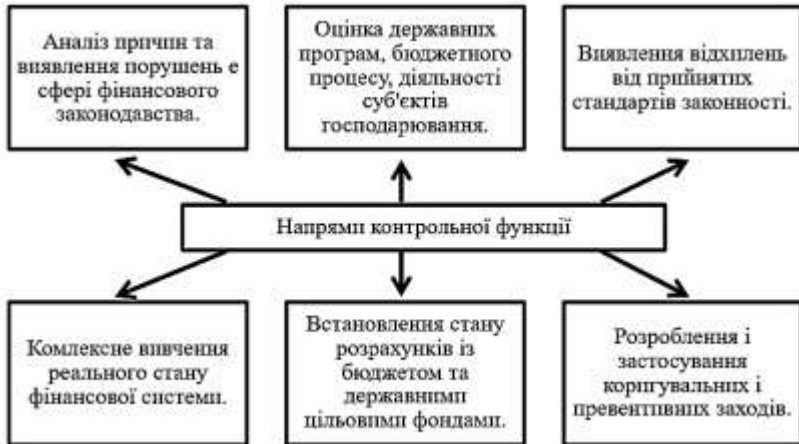 Аналіз причин та
виявлення порушень е
сфері фінансового
законодавства.
Оцінка державних
програм, бюджетного
процесу, діяльності
суб'єктів
господарювання.
Виявлення відхилень
від прийнятих
стандартів законності.
Напрями контрольної функції
Комлексне вивчення
реального стану
фінансової системи.
Встановлення стану
розрахунків із
бюджетом та
державними
цільовими фондами.
Розроблення і
застосування
коригувальних і
превентивних заходів.